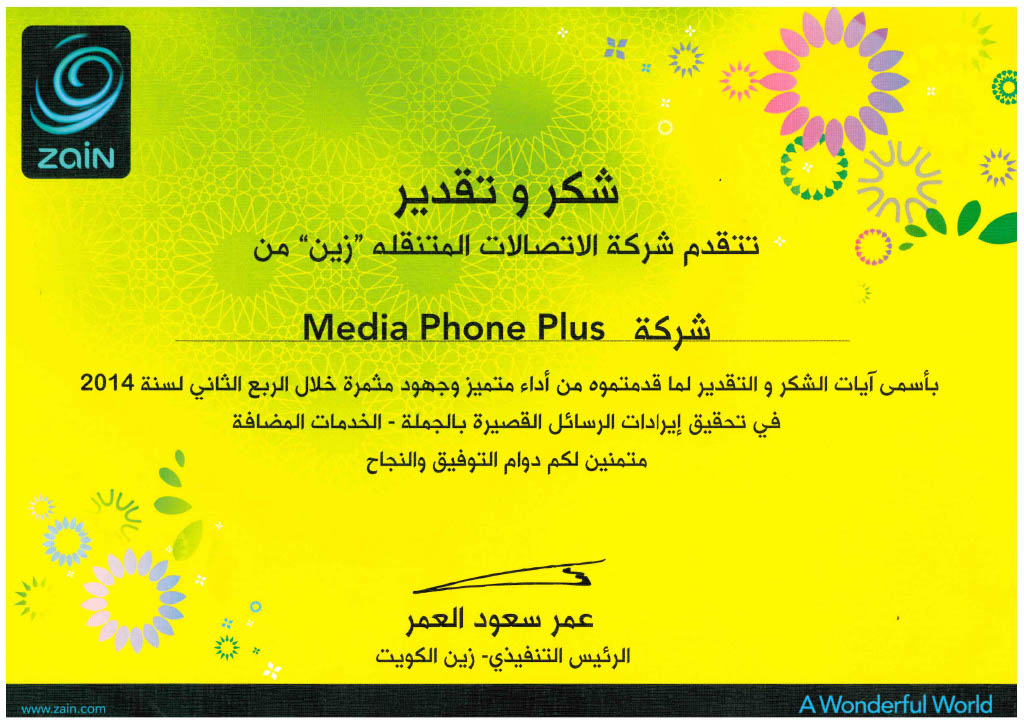 zain
شكر و تقدير
تتقدم شركة الاتصالات المتنقله ”زين“ من
شركة Media Phone Plus
بأسمى آيات الشكر و التقدير لما قدمتموه من أداء متميز وجهود مثمرة خلال الربع الثاني لسنة 2014
في تحقيق إيرادات الرسائل القصيرة بالجملة - الخدمات المضافة
متمنين لكم دوام التوفيق والنجاح
عمر سعود العمر
الرئيس التنفيذي- زين الكويت
www.zain.com
A Wonderful World